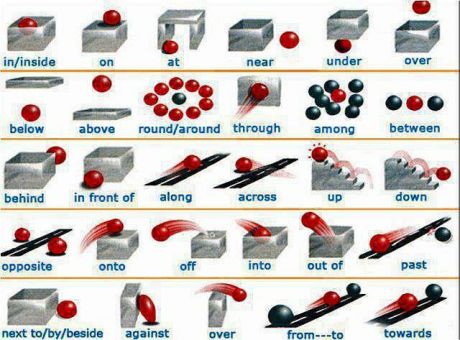 in/inside on at near under over
below above round/around through among between
behind in front of along across up down
opposite onto off into out of past
next to/by/beside against over from---to towards